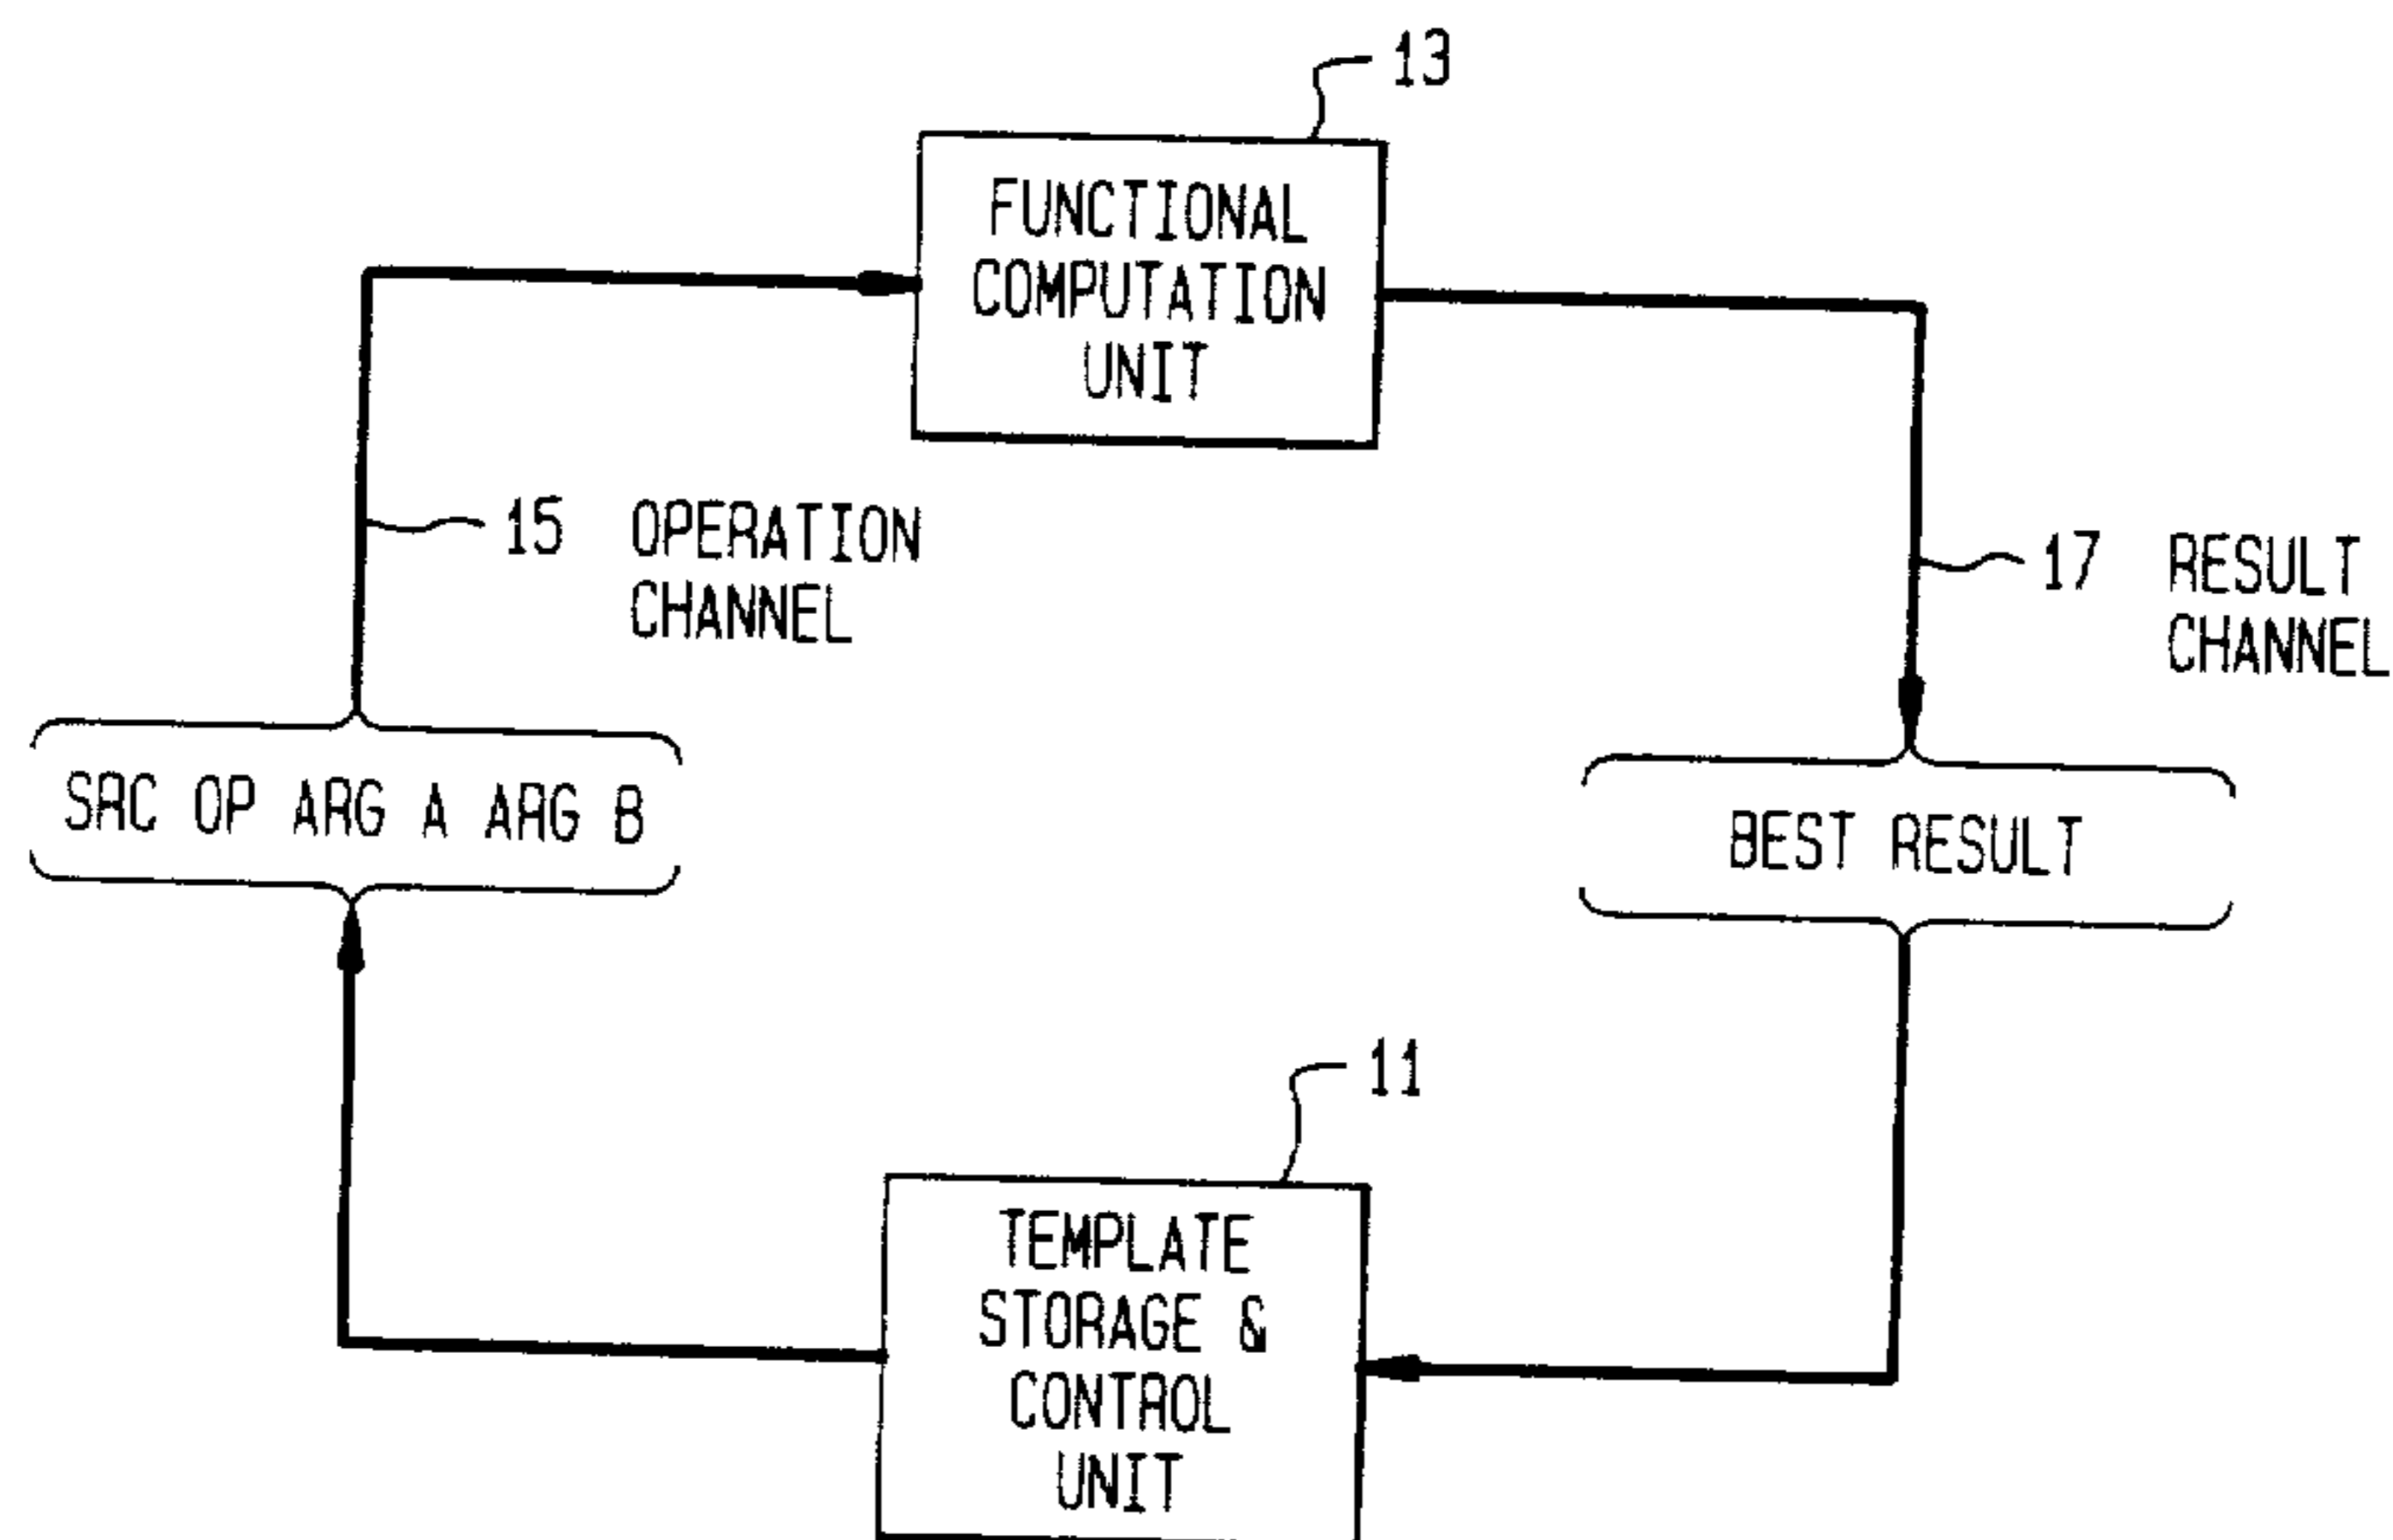 13
FUNCTIONAL
COMPUTATION
UNIT
15 OPERATION
CHANNEL
17 RESULT
CHANNEL
SRC OP ARG A ARG B
BEST RESULT
11
TEMPLATE
STORAGE &
CONTROL
UNIT